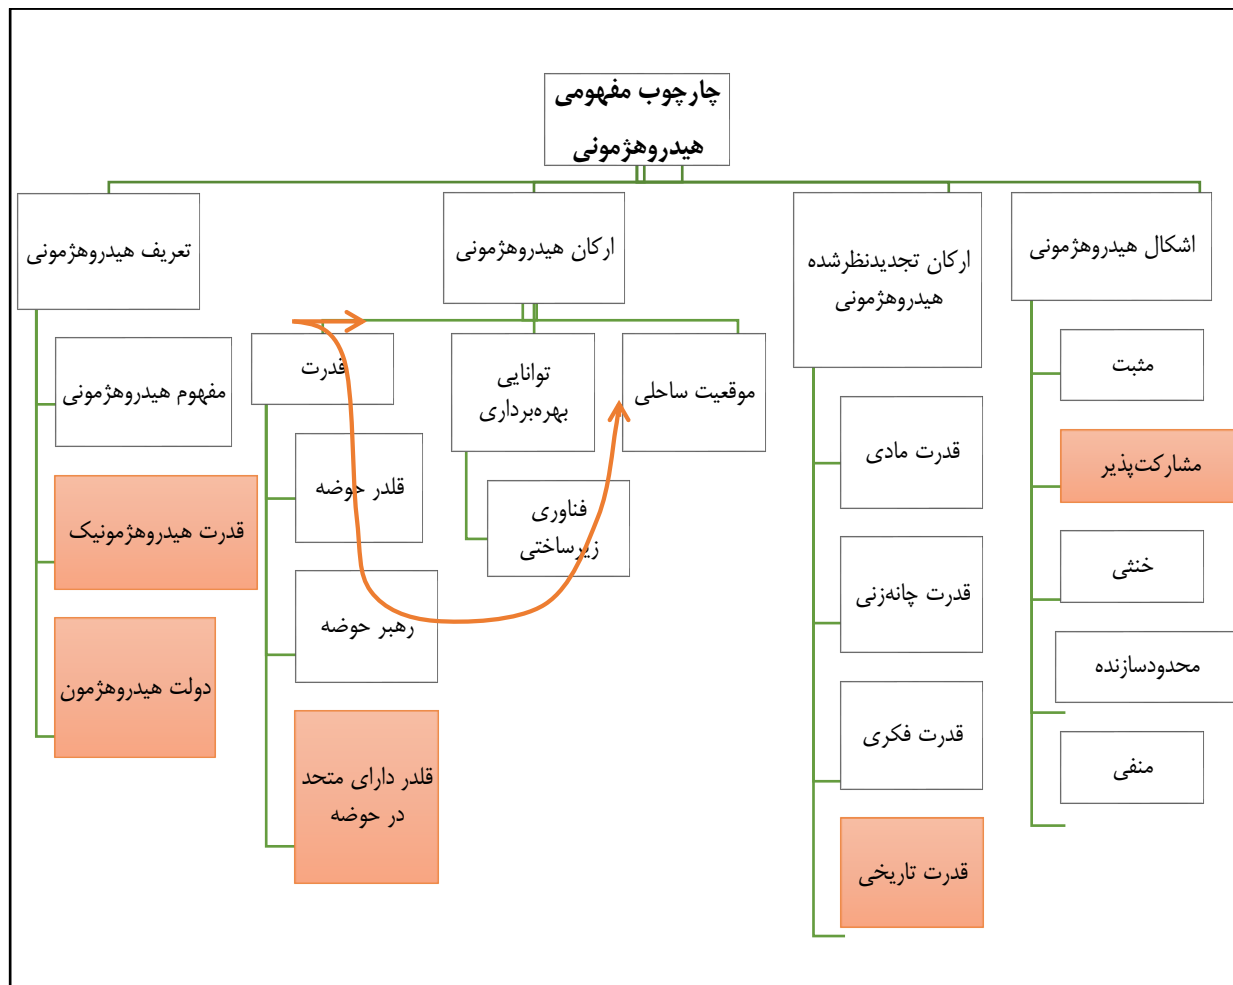 چارچوب مفهومی
هیدروهژمونی
اشکال هیدروهژمونی
مثبت
مشارکت‌پذیر
خنثی
محدودسازنده
منفی
ارکان تجدیدنظرشده
هیدروهژمونی
قدرت مادی
قدرت چانه‌زنی
قدرت فکری
قدرت تاریخی
ارکان هیدروهژمونی
موقعیت ساحلی
توانایی
بهره‌برداری
فناوری
زیرساختی
قدرت
قلدر حوضه
رهبر حوضه
قلدر دارای متحد
در حوضه
تعریف هیدروهژمونی
مفهوم هیدروهژمونی
قدرت هیدروهژمونیک
دولت هیدروهژمون